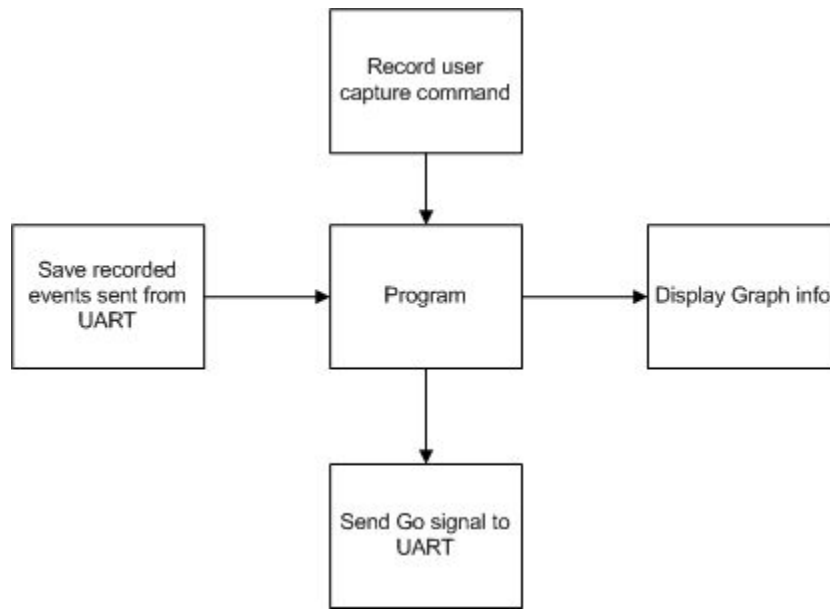 Record user
capture command
Save recorded
events sent from
UART
Program
Display Graph info
Send Go signal to
UART